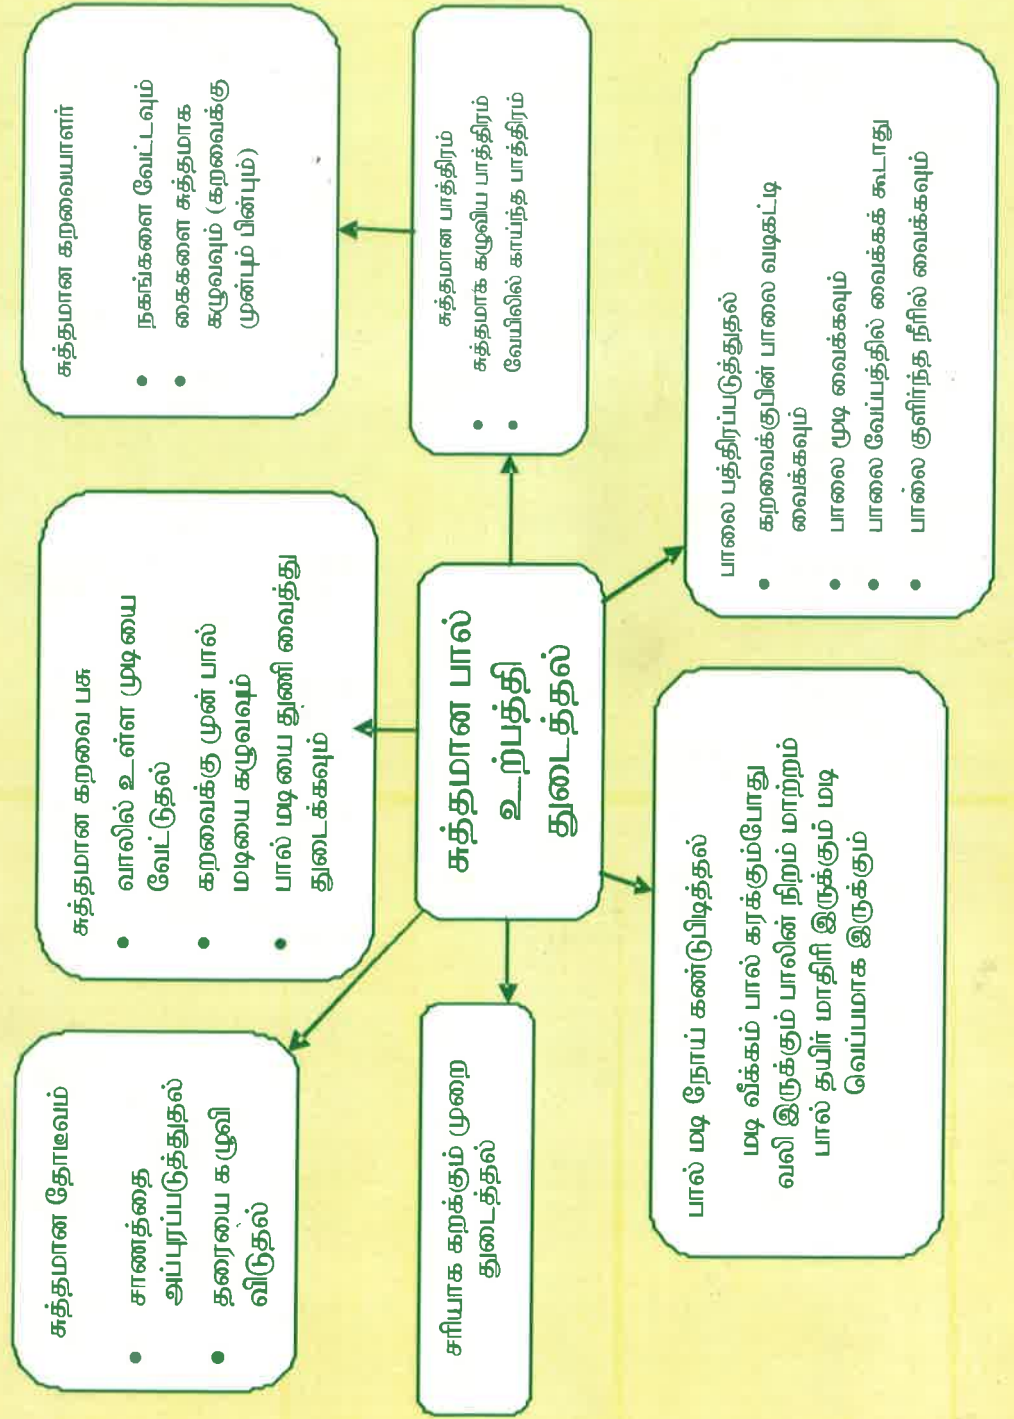 சுத்தமான தோடீவம்
சாணத்தை
அப்புரப்படுத்துதல்
தரையை கழுவி
விடுதல்
சுத்தமான கறவை பசு
வாலில் உள்ள முடியை
வேட்டுதல்
கறவைக்கு முன் பால்
மடியை கழுவவும்
பால் மடியை துணி வைத்து
துடைக்கவும்
சுத்தமான கறவையாளர்
நகங்களை வேட்டவும்
கைகளை சுத்தமாக
கழுவவும் (கறவைக்கு
முன்பும் பின்பும்)
சரியாக கறக்கும் முறை
துடைத்தல்
சுத்தமான பால்
உற்பத்தி
துடைத்தல்
சுத்தமான பாத்திரம்
சுத்தமாக கழுவிய பாத்திரம்
வேயிலில் காய்ந்த பாத்திரம்
பால் மடி நோய் கண்டுபிடித்தல்
மடி வீக்கம் பால் கரக்கும்போது
வலி இருக்கும் பாலின் நிறம் மாற்றம்
பால் தயிர் மாதிரி இருக்கும் மடி
வெப்பமாக இருக்கும்
பாலை பத்திரப்படுத்துதல்
கறவைக்குபின் பாலை வடிகட்டி
வைக்கவும்
பாலை மூடி வைக்கவும்
பாலை வேப்பத்தில் வைக்கக் கூடாது
பாலை குளிர்ந்த நீரில் வைக்கவும்